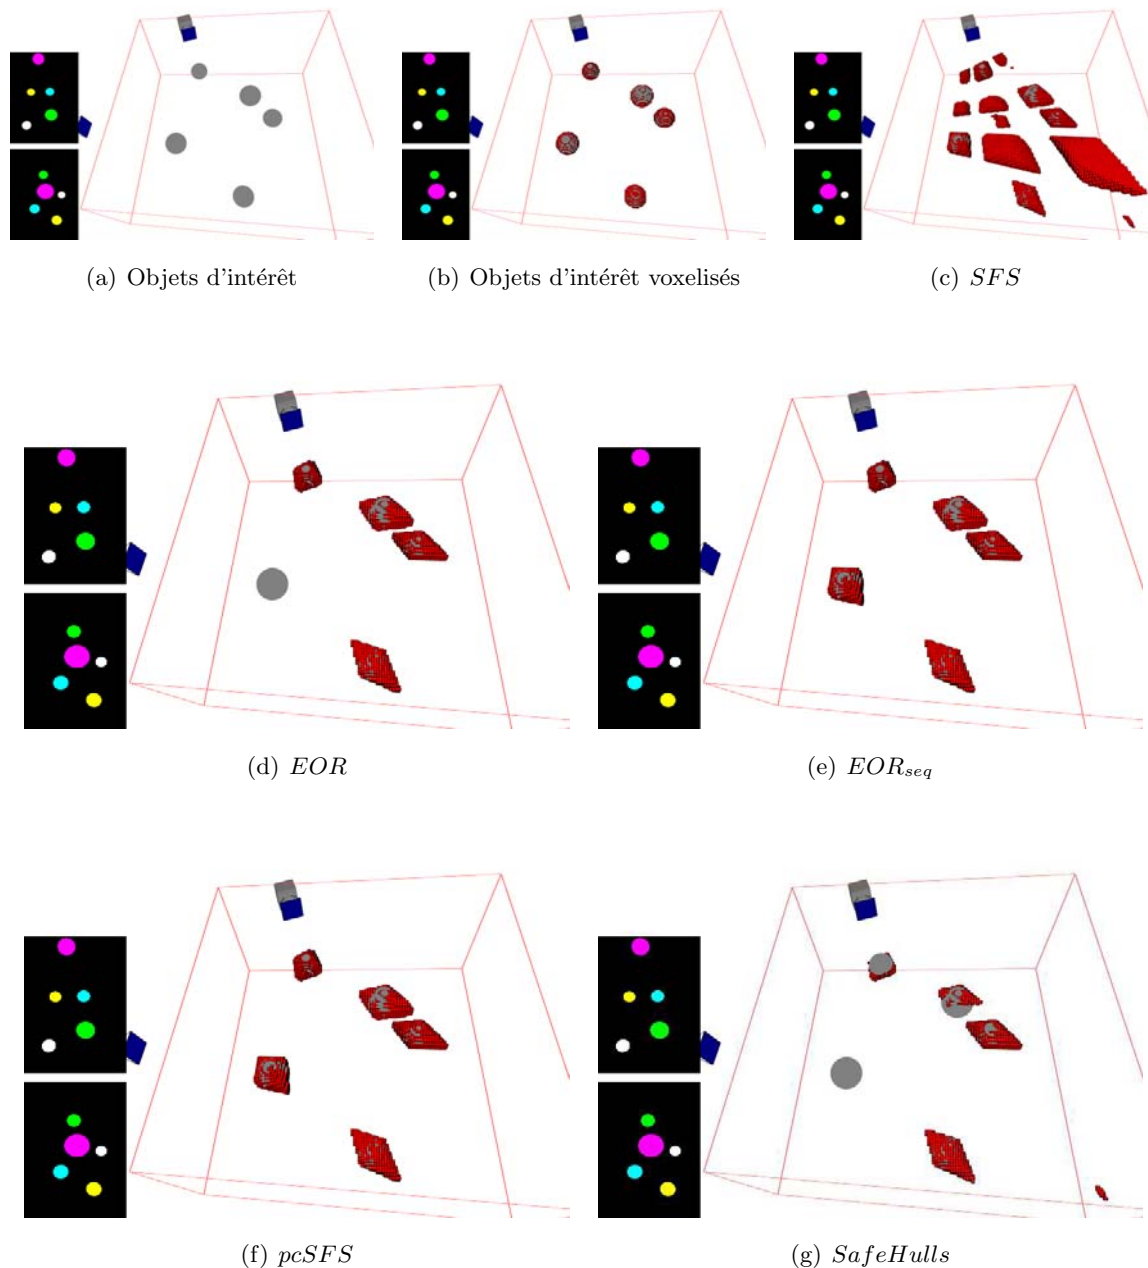 (a) Objets d'intérêt
(b) Objets d'intérêt voxelisés
(c) SFS
(d) EOR
(e) EOR_seq
(f) pcSFS
(g) SafeHulls